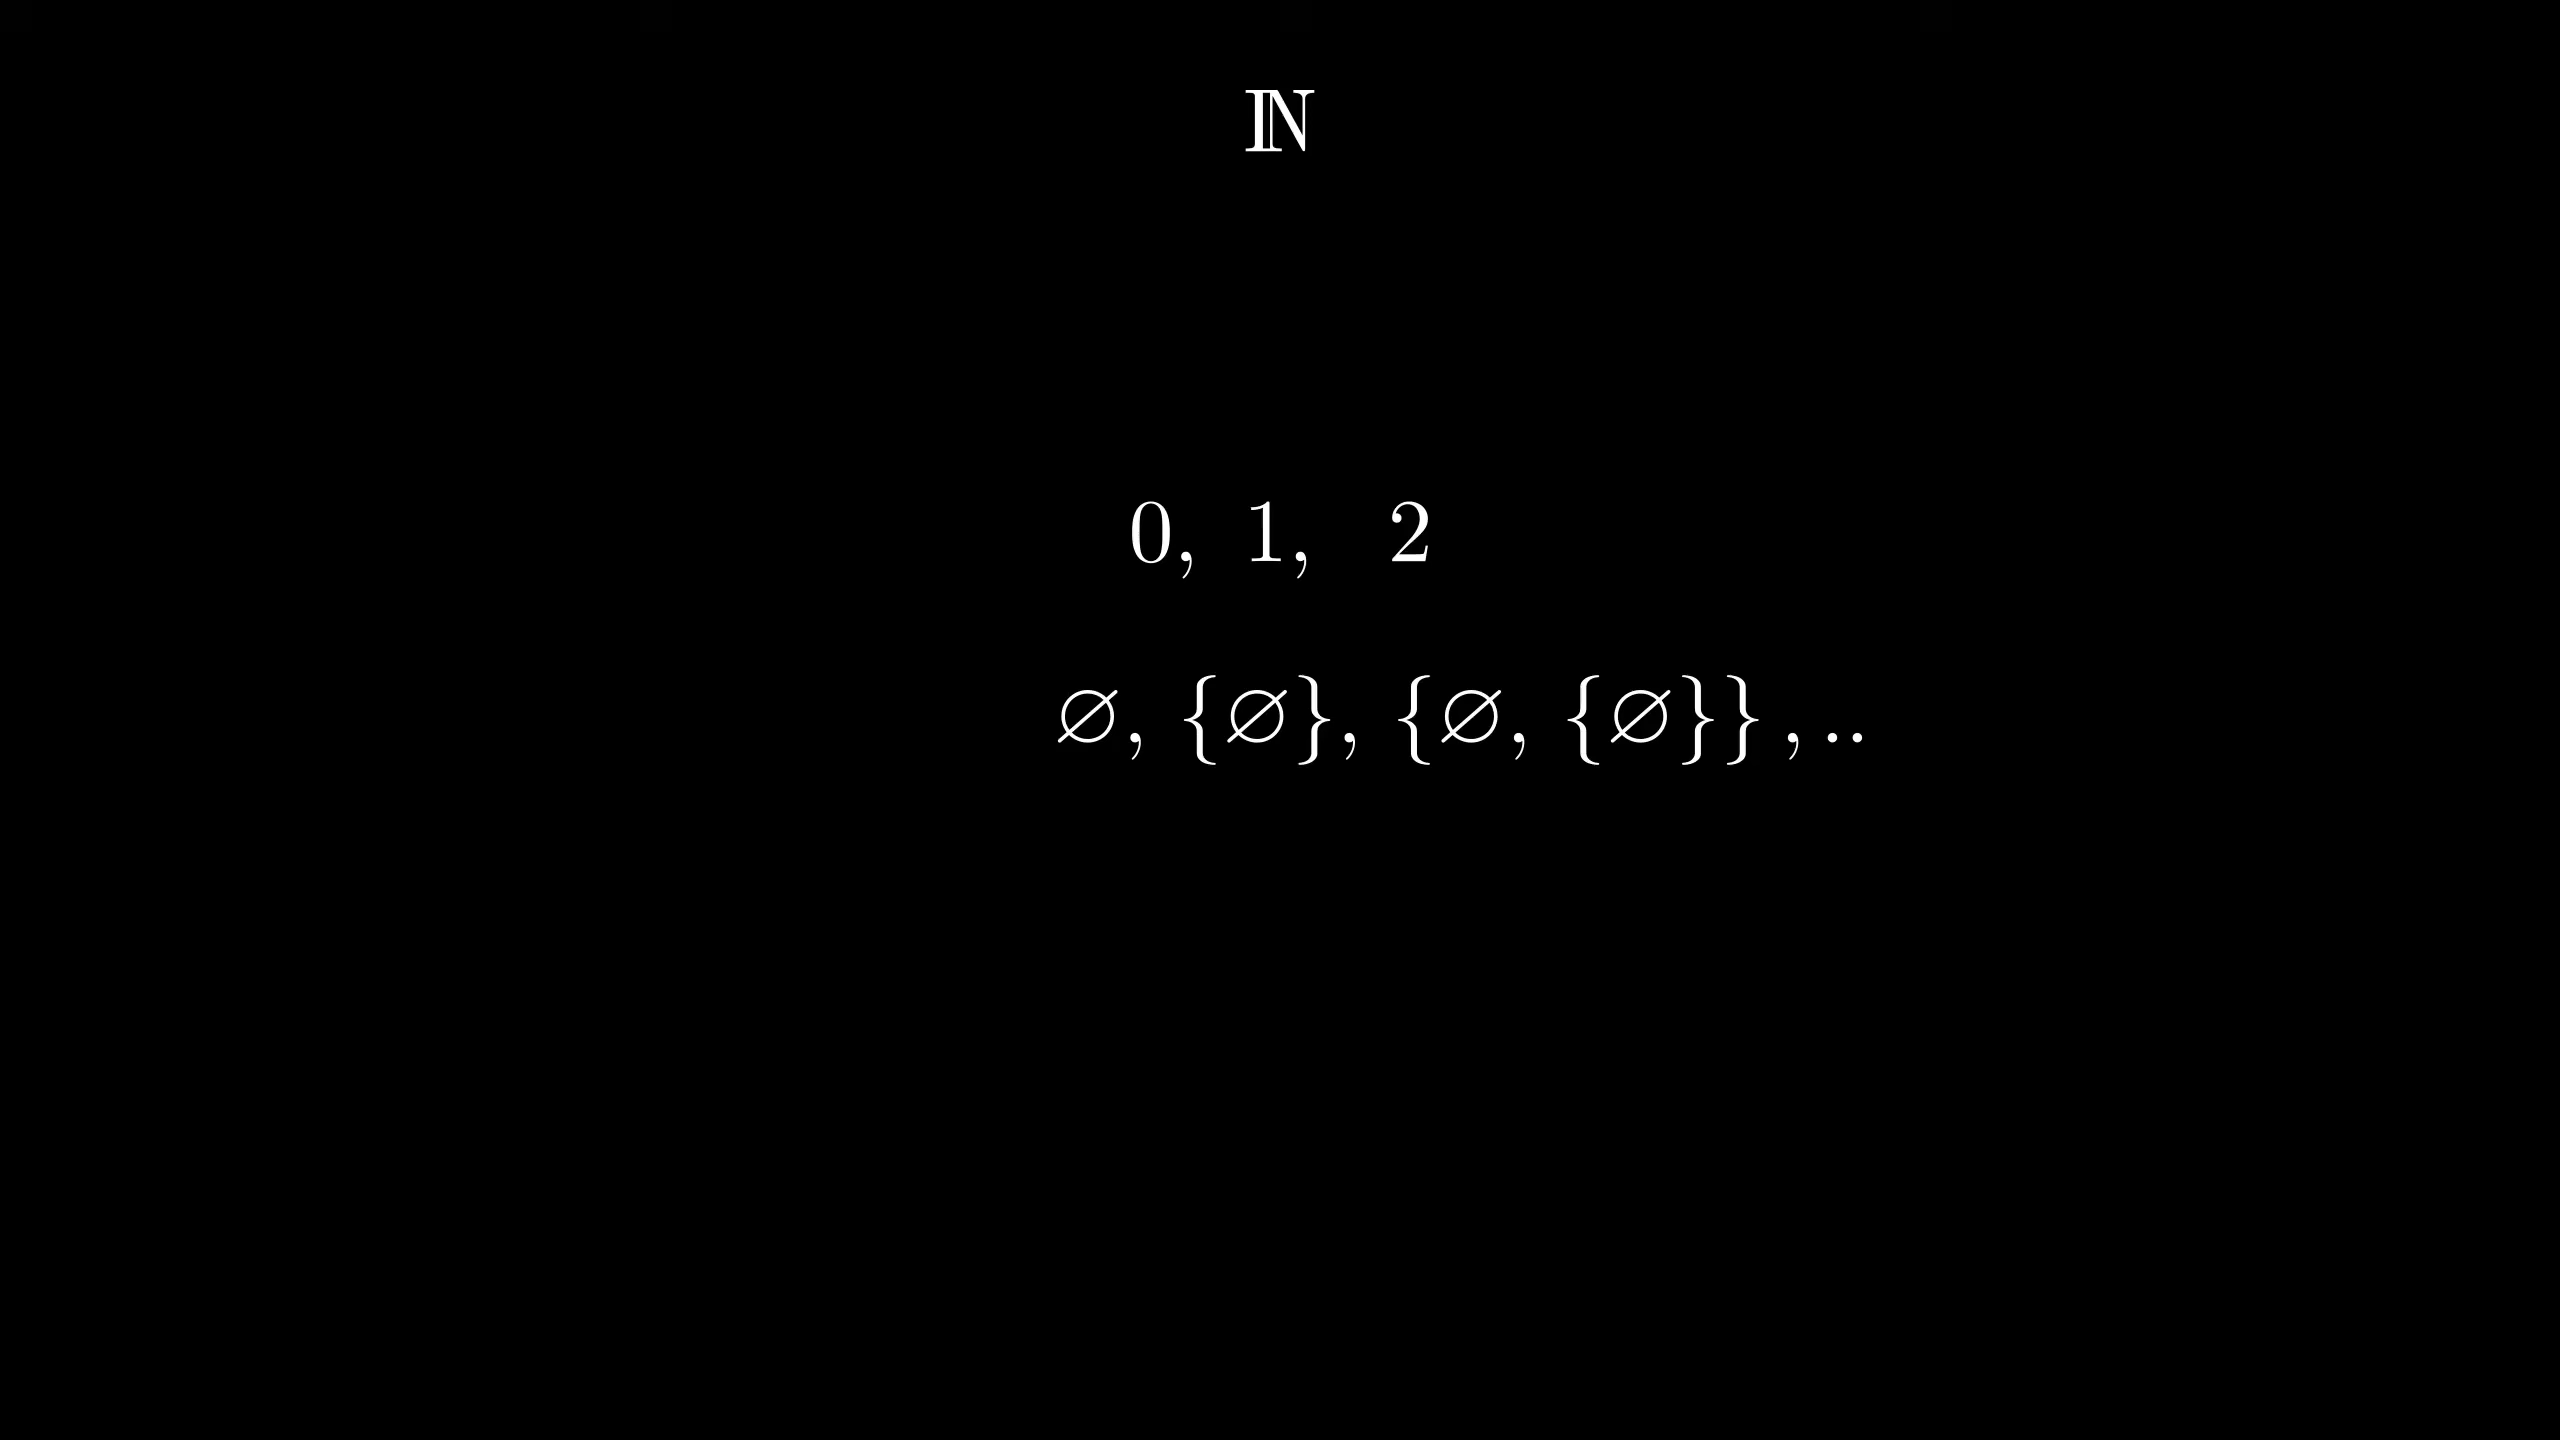 ℕ
0, 1, 2
∅, {∅}, {∅, {∅}}, ..